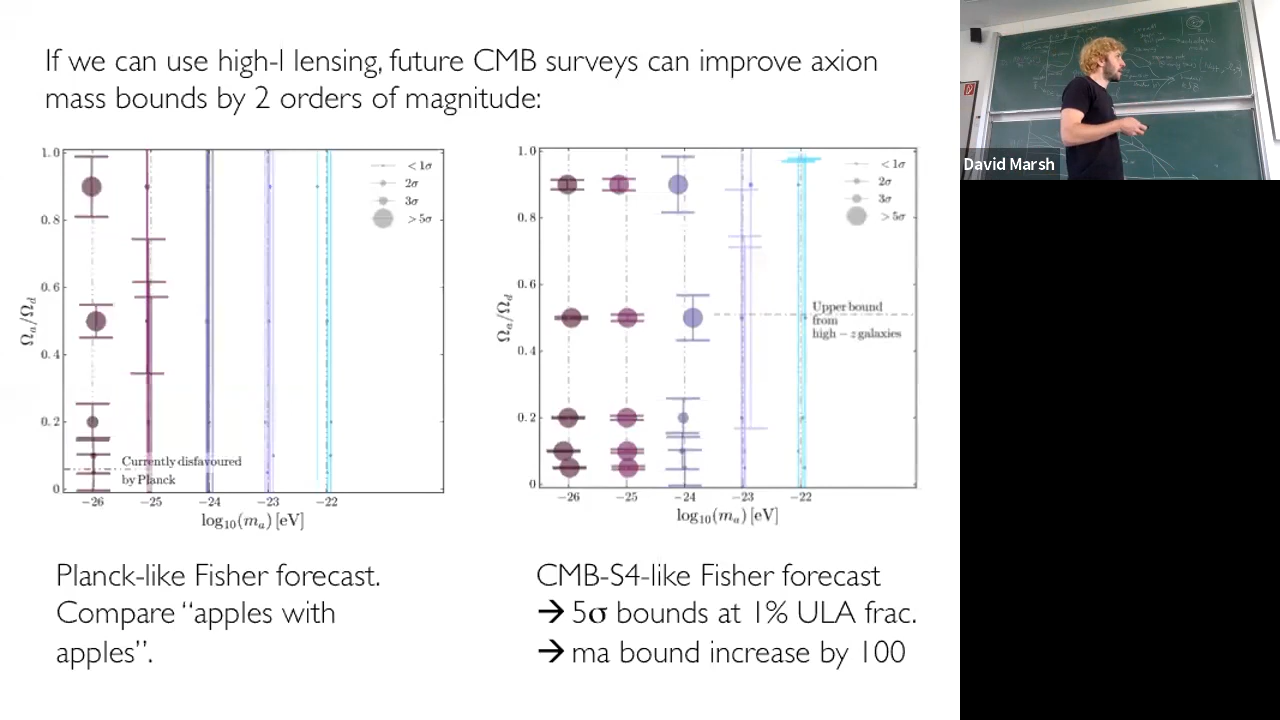 If we can use high-l lensing, future CMB surveys can improve axion
mass bounds by 2 orders of magnitude:
1.0
0.8
0.6
0.4
0.2
0
Ωa/Ωd
< 1σ
2σ
3σ
> 5σ
Currently disfavoured
by Planck
−26 −25 −24 −23 −22
log10(ma) [eV]
1.0
0.8
0.6
0.4
0.2
0
Ωa/Ωd
< 1σ
2σ
3σ
> 5σ
Upper bound
from
high − z galaxies
−26 −25 −24 −23 −22
log10(ma) [eV]
Planck-like Fisher forecast.
Compare “apples with
apples”.
CMB-S4-like Fisher forecast
→ 5σ bounds at 1% ULA frac.
→ ma bound increase by 100
David Marsh